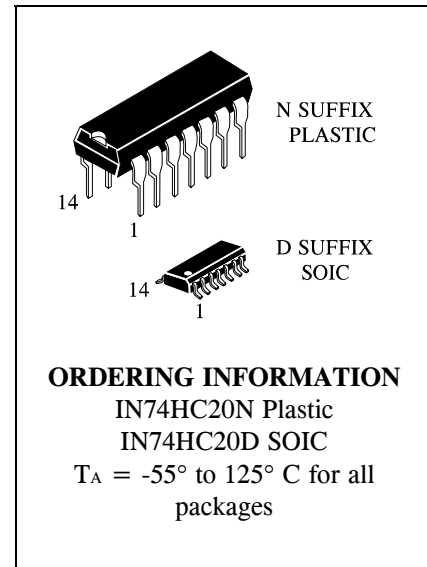 N SUFFIX
PLASTIC
14
1
D SUFFIX
SOIC
14
1
ORDERING INFORMATION
IN74HC20N Plastic
IN74HC20D SOIC
TA = -55° to 125° C for all
packages